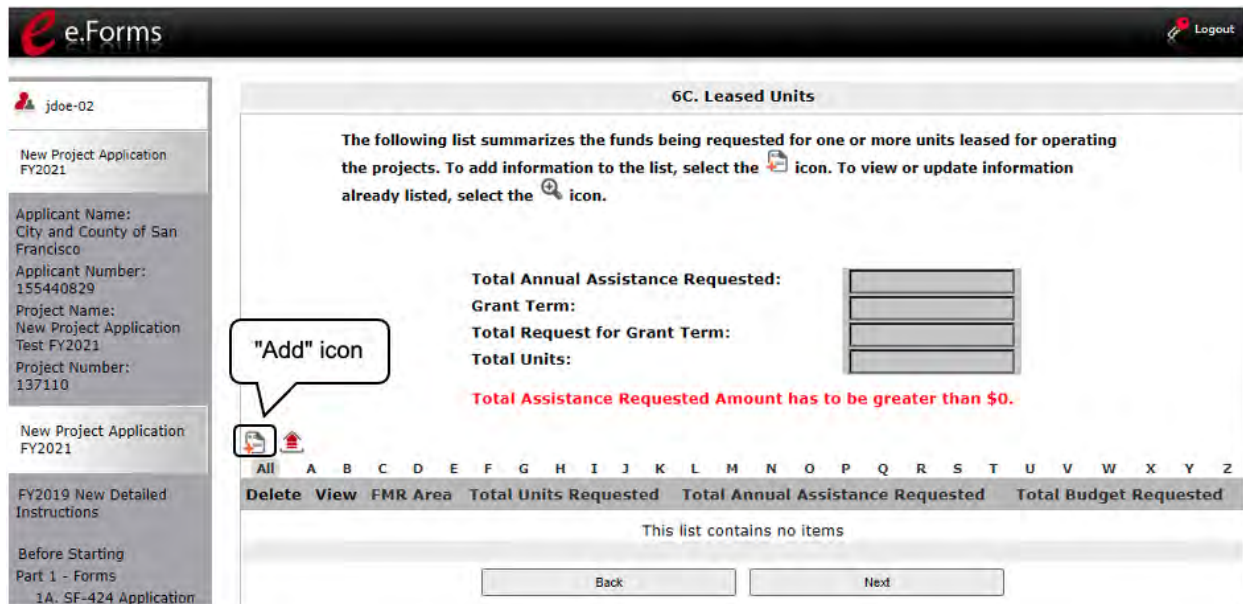 e e.Forms
Logout
jdoe-02
New Project Application
FY2021
Applicant Name:
City and County of San
Francisco
Applicant Number:
155440829
Project Name:
New Project Application
Test FY2021
Project Number:
137110
New Project Application
FY2021
FY2019 New Detailed
Instructions
Before Starting
Part 1 - Forms
1A. SF-424 Application
6C. Leased Units
The following list summarizes the funds being requested for one or more units leased for operating
the projects. To add information to the list, select the icon. To view or update information
already listed, select the icon.
Total Annual Assistance Requested:
Grant Term:
Total Request for Grant Term:
Total Units:
"Add" icon
Total Assistance Requested Amount has to be greater than $0.
All A B C D E F G H I J K L M N O P Q R S T U V W X Y Z
Delete View FMR Area Total Units Requested Total Annual Assistance Requested Total Budget Requested
This list contains no items
Back Next